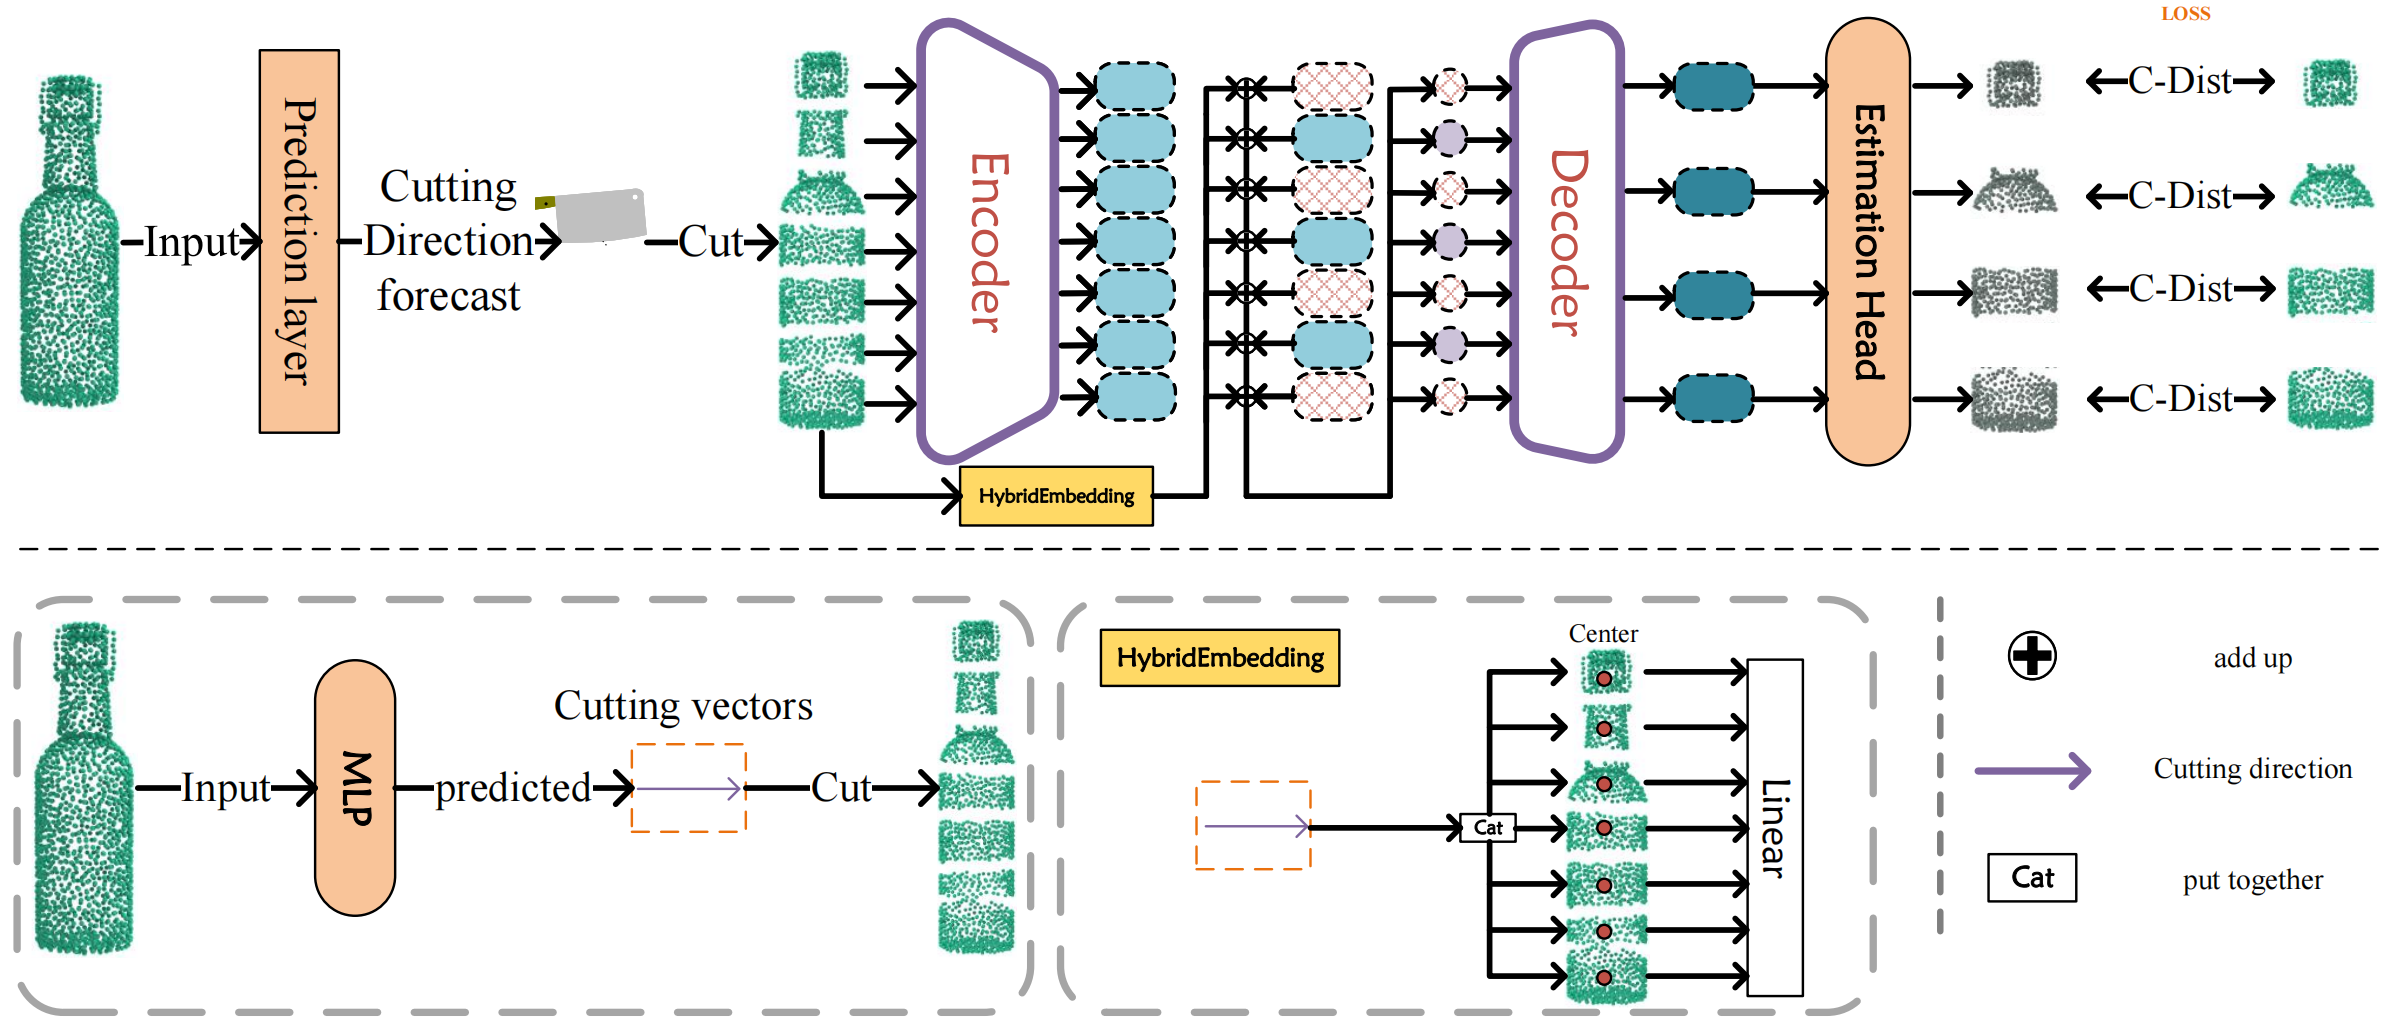 LOSS
Input
Prediction layer
Cutting
Direction
forecast
Cut
Encoder
HybridEmbedding
Decoder
Estimation Head
C-Dist
C-Dist
C-Dist
C-Dist
Input
MLP
predicted
Cutting vectors
Cut
HybridEmbedding
Cat
Center
Linear
add up
Cutting direction
Cat
put together